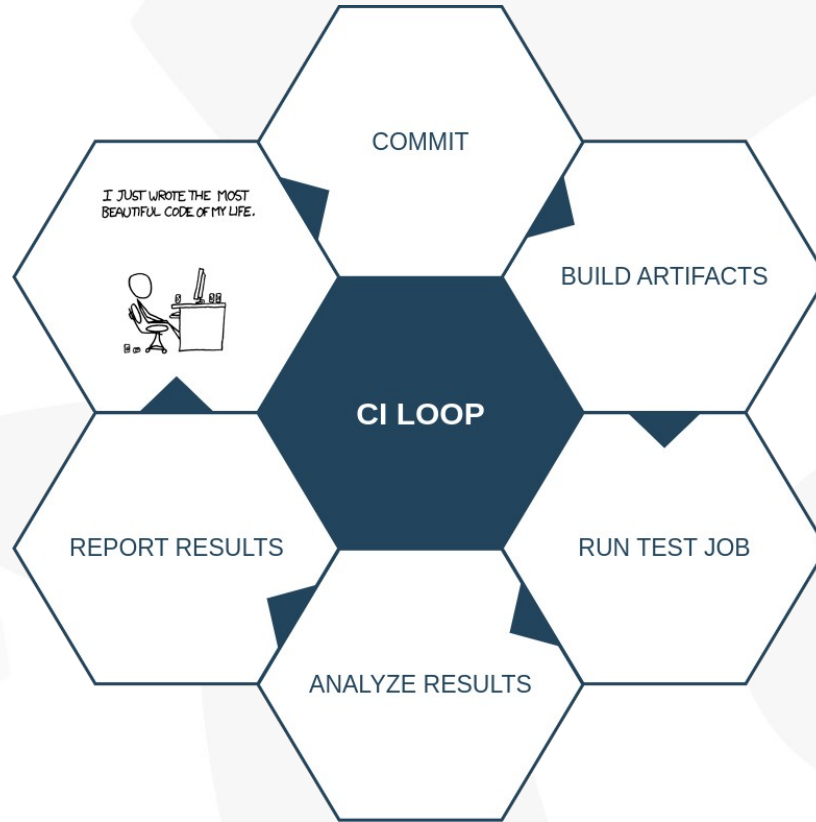 COMMIT
I JUST WROTE THE MOST
BEAUTIFUL CODE OF MY LIFE.
BUILD ARTIFACTS
CI LOOP
REPORT RESULTS
RUN TEST JOB
ANALYZE RESULTS